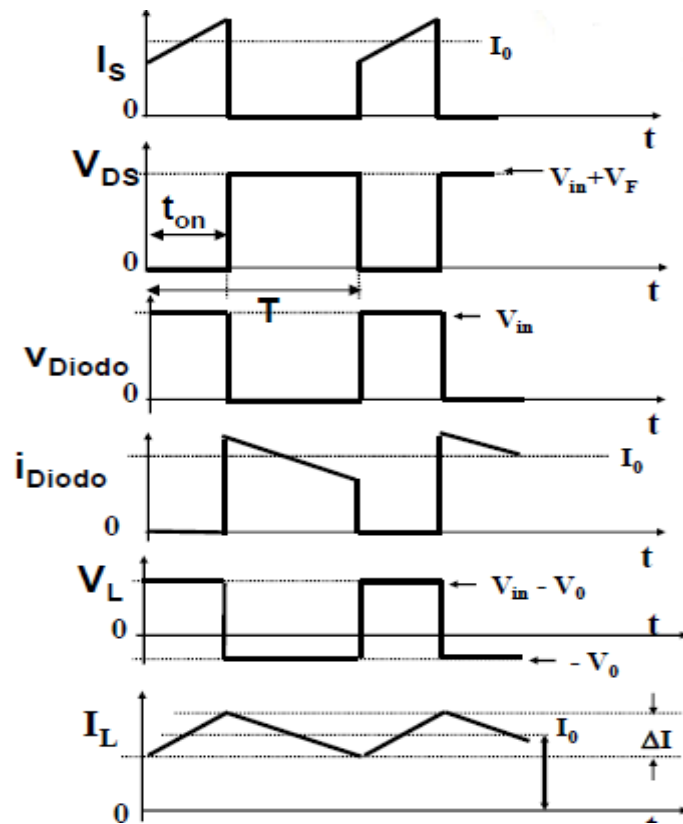 I_S
I_0
0
t
V_DS
V_in+V_F
t_on
0
t
T
V_in
v_Diodo
0
t
I_0
i_Diodo
0
t
V_L
V_in - V_0
0
t
- V_0
I_L
I_0
ΔI
0
t